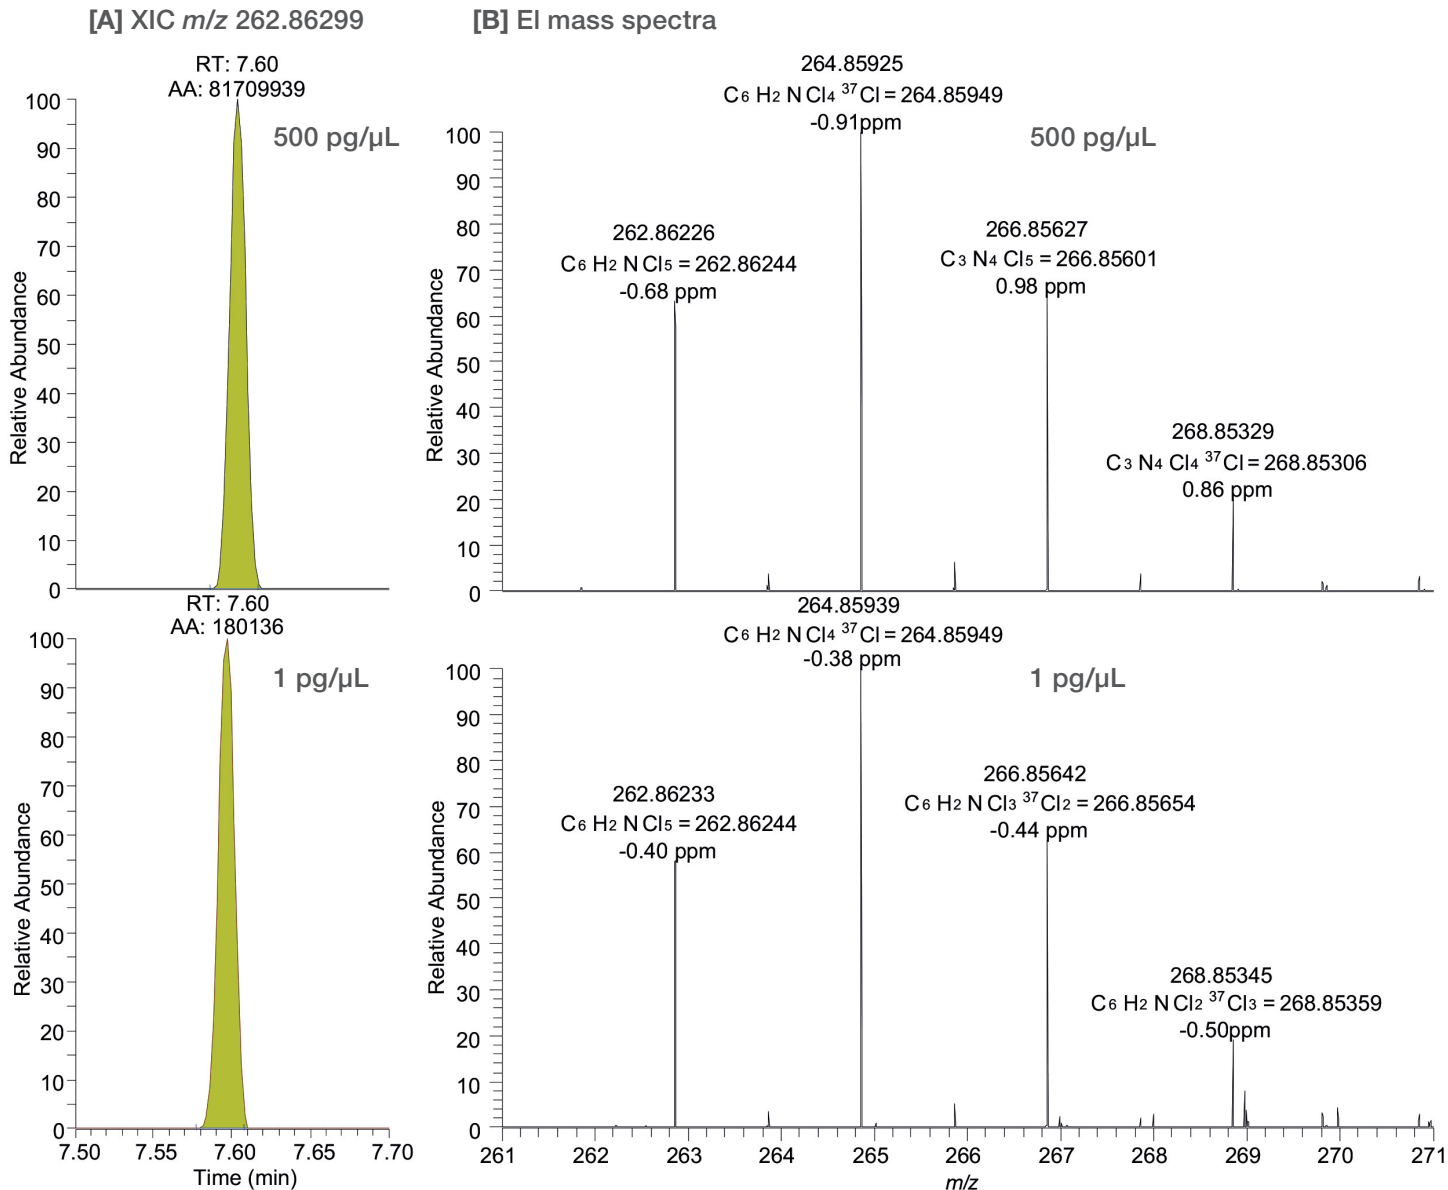 [A] XIC m/z 262.86299
[B] EI mass spectra
RT: 7.60
AA: 81709939
500 pg/µL
100
90
80
70
60
50
40
30
20
10
0
Relative Abundance
264.85925
C6 H2 N Cl4 37Cl = 264.85949
-0.91ppm
500 pg/µL
262.86226
C6 H2 N Cl5 = 262.86244
-0.68 ppm
266.85627
C3 N4 Cl5 = 266.85601
0.98 ppm
268.85329
C3 N4 Cl4 37Cl = 268.85306
0.86 ppm
100
90
80
70
60
50
40
30
20
10
0
Relative Abundance
RT: 7.60
AA: 180136
1 pg/µL
100
90
80
70
60
50
40
30
20
10
0
Relative Abundance
7.50 7.55 7.60 7.65 7.70
Time (min)
264.85939
C6 H2 N Cl4 37Cl = 264.85949
-0.38 ppm
1 pg/µL
262.86233
C6 H2 N Cl5 = 262.86244
-0.40 ppm
266.85642
C6 H2 N Cl3 37Cl2 = 266.85654
-0.44 ppm
268.85345
C6 H2 N Cl2 37Cl3 = 268.85359
-0.50ppm
100
90
80
70
60
50
40
30
20
10
0
Relative Abundance
261 262 263 264 265 266 267 268 269 270 271
m/z